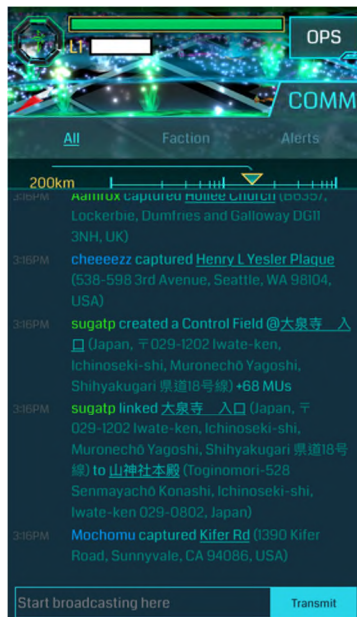 L1
OPS
COMM
All Faction Alerts
200km
3:16PM Aamrox captured Hollee Church (B6357,
Lockerbie, Dumfries and Galloway DG11
3NH, UK)
3:16PM cheeeezz captured Henry L Yesler Plaque
(538-598 3rd Avenue, Seattle, WA 98104,
USA)
3:16PM sugatp created a Control Field @大泉寺 入
口 (Japan, 〒029-1202 Iwate-ken,
Ichinoseki-shi, Muronechō Yagoshi,
Shihyakugari 県道18号線) +68 MUs
3:16PM sugatp linked 大泉寺 入口 (Japan, 〒
029-1202 Iwate-ken, Ichinoseki-shi,
Muronechō Yagoshi, Shihyakugari 県道18号
線) to 山神社本殿 (Toginomori-528
Senmayachō Konashi, Ichinoseki-shi,
Iwate-ken 029-0802, Japan)
3:16PM Mochomu captured Kifer Rd (1390 Kifer
Road, Sunnyvale, CA 94086, USA)
Start broadcasting here Transmit